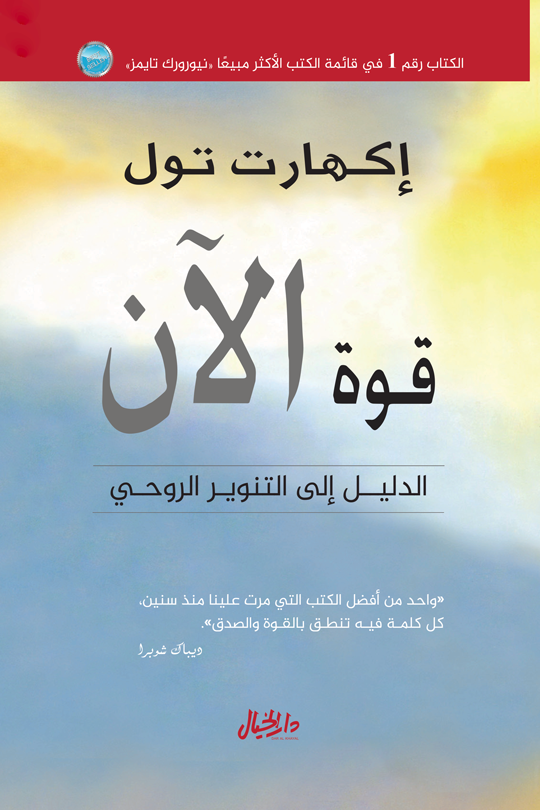 الكتاب رقم 1 في قائمة الكتب الأكثر مبيعًا «نيورورك تايمز»
إكهارت تول
قوة الآن
الدليل إلى التنوير الروحي
«واحد من أفضل الكتب التي مرت علينا منذ سنين،
كل كلمة فيه تنطق بالقوة والصدق».
ديباك شوبرا
دار الخيال